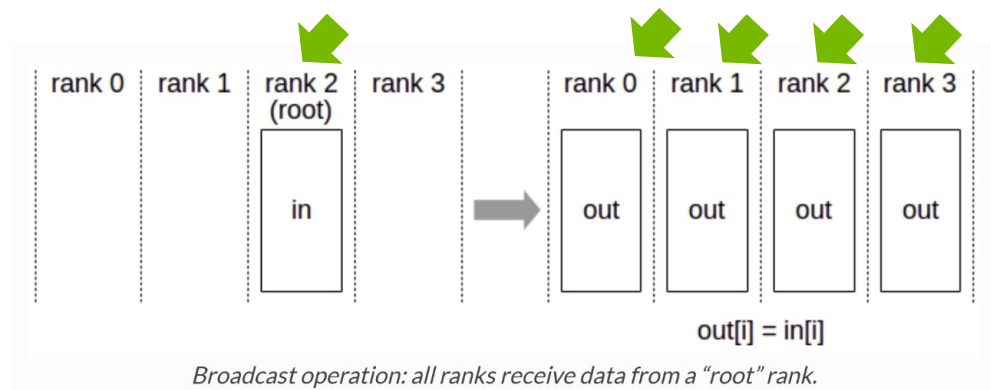 rank 0 rank 1 rank 2 rank 3 rank 0 rank 1 rank 2 rank 3
(root)
in out out out out
out[i] = in[i]
Broadcast operation: all ranks receive data from a “root” rank.